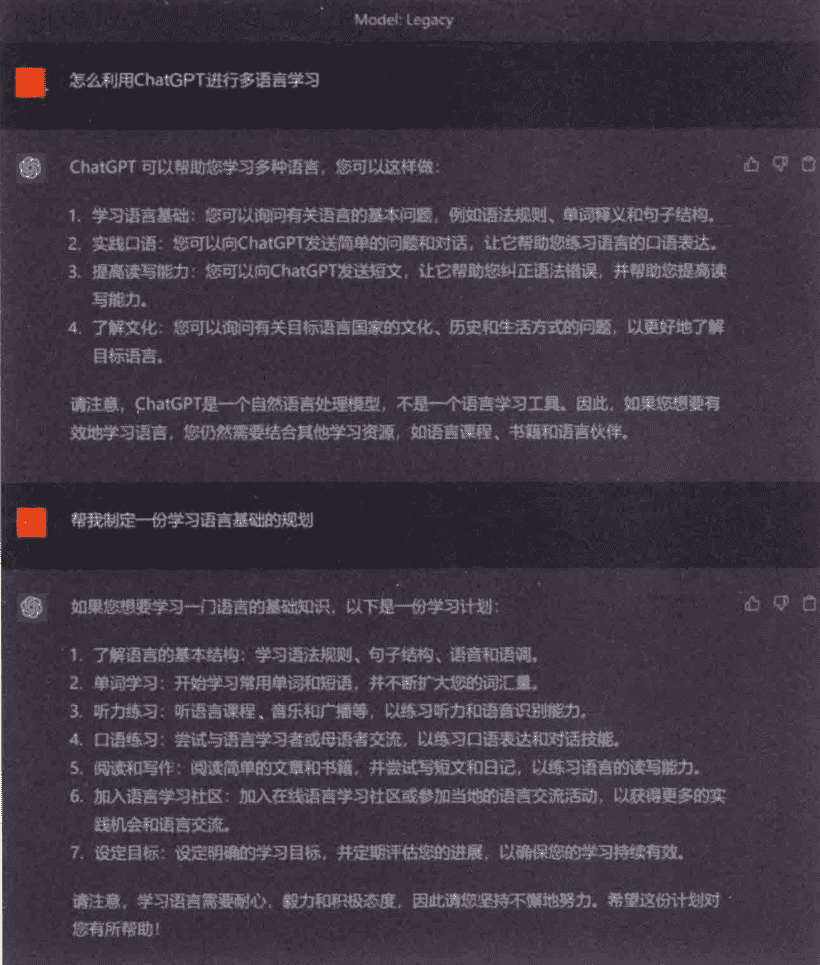 Model: Legacy
怎么利用ChatGPT进行多语言学习
ChatGPT 可以帮助您学习多种语言，您可以这样做：
1. 学习语言基础：您可以询问有关语言的基本问题，例如语法规则、单词释义和句子结构。
2. 实践口语：您可以向ChatGPT发送简单的问题和对话，让它帮助您练习语言的口语表达。
3. 提高读写能力：您可以向ChatGPT发送短文，让它帮助您纠正语法错误，并帮助您提高读
写能力。
4. 了解文化：您可以询问有关目标语言国家的文化、历史和生活方式的问题，以更好地了解
目标语言。
请注意，ChatGPT是一个自然语言处理模型，不是一个语言学习工具。因此，如果您想要有
效地学习语言，您仍然需要结合其他学习资源，如语言课程、书籍和语言伙伴。
帮我制定一份学习语言基础的规划
如果您想要学习一门语言的基础知识，以下是一份学习计划：
1. 了解语言的基本结构：学习语法规则、句子结构、语音和语调。
2. 单词学习：开始学习常用单词和短语，并不断扩大您的词汇量。
3. 听力练习：听语言课程、音乐和广播等，以练习听力和语音识别能力。
4. 口语练习：尝试与语言学习者或母语者交流，以练习口语表达和对话技能。
5. 阅读和写作：阅读简单的文章和书籍，并尝试写短文和日记，以练习语言的读写能力。
6. 加入语言学习社区：加入在线语言学习社区或参加当地的语言交流活动，以获得更多的实
践机会和语言交流。
7. 设定目标：设定明确的学习目标，并定期评估您的进展，以确保您的学习持续有效。
请注意，学习语言需要耐心，毅力和积极态度，因此请您坚持不懈地努力。希望这份计划对
您有所帮助！